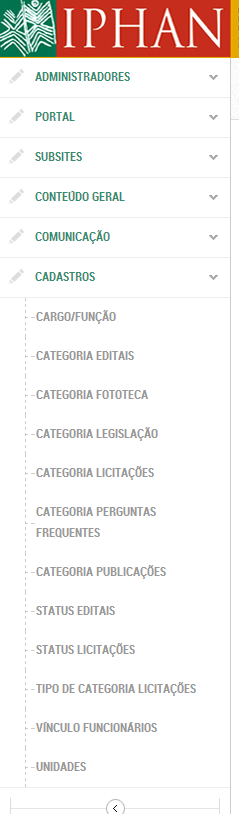 IPHAN
ADMINISTRADORES
PORTAL
SUBSITES
CONTEÚDO GERAL
COMUNICAÇÃO
CADASTROS
CARGO/FUNÇÃO
CATEGORIA EDITAIS
CATEGORIA FOTOTECA
CATEGORIA LEGISLAÇÃO
CATEGORIA LICITAÇÕES
CATEGORIA PERGUNTAS
FREQUENTES
CATEGORIA PUBLICAÇÕES
STATUS EDITAIS
STATUS LICITAÇÕES
TIPO DE CATEGORIA LICITAÇÕES
VÍNCULO FUNCIONÁRIOS
UNIDADES